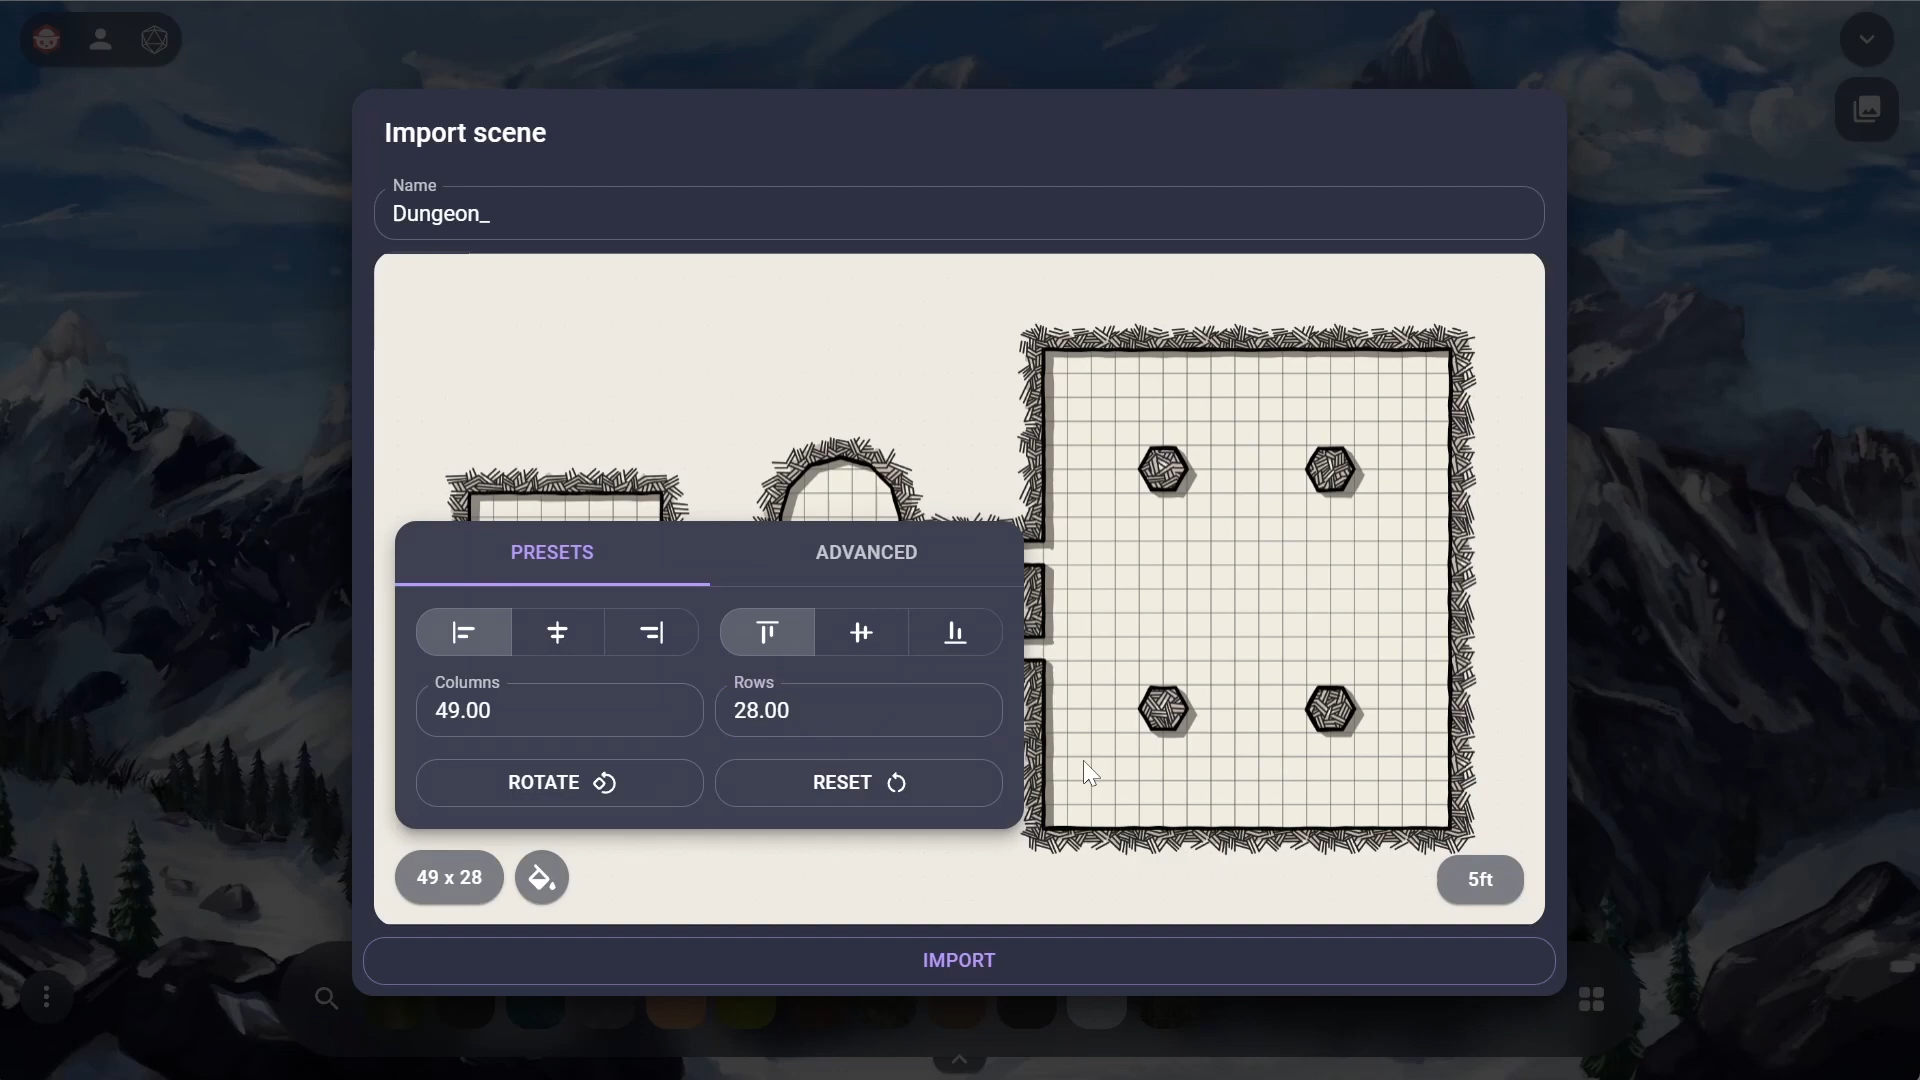 Import scene
Name
Dungeon_
PRESETS
ADVANCED
Columns
49.00
Rows
28.00
ROTATE
RESET
49 x 28
5ft
IMPORT